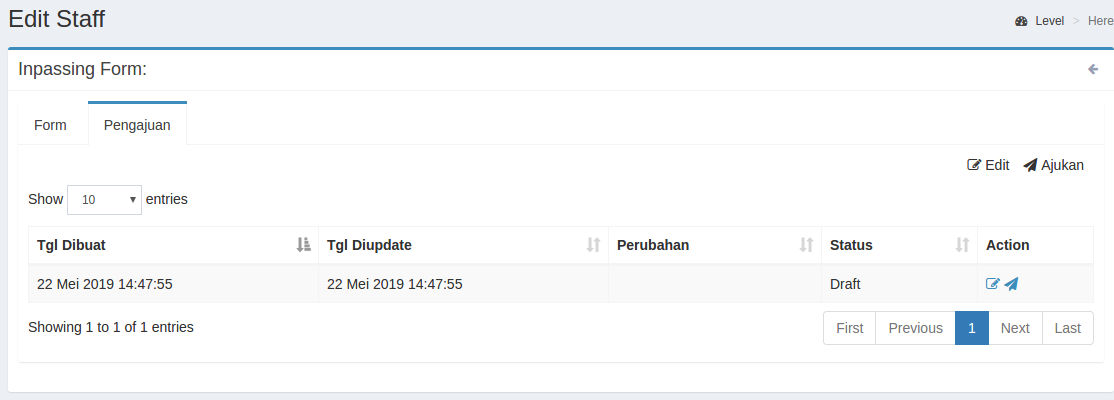 Edit Staff
Level > Here
Inpassing Form:
Form Pengajuan
Edit Ajukan
Show 10 entries
Tgl Dibuat Tgl Diupdate Perubahan Status Action
22 Mei 2019 14:47:55 22 Mei 2019 14:47:55 Draft
Showing 1 to 1 of 1 entries
First Previous 1 Next Last